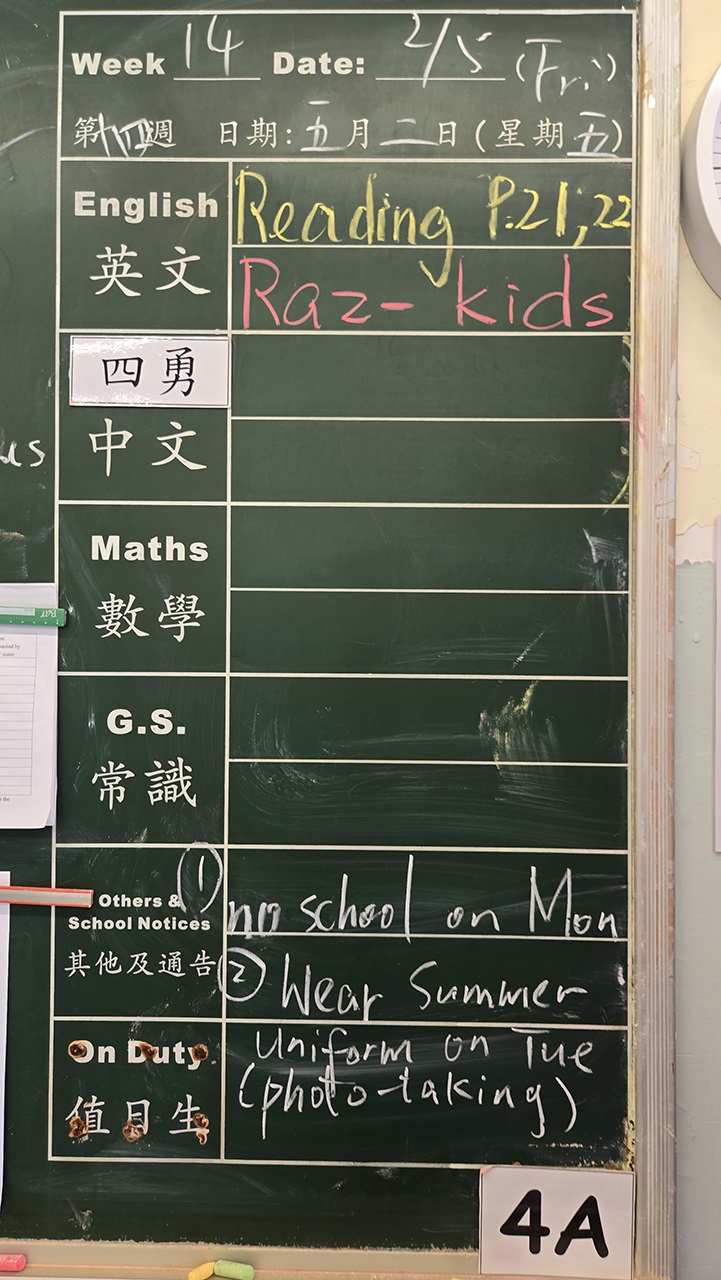 Week 14 Date: 2/5 (Fri)
第十四週 日期:五月二日(星期五)
English Reading P.21,22
英文 Raz-kids
四勇
中文
Maths
數學
G.S.
常識
Others & ① no school on Mon
School Notices
其他及通告 ② Wear Summer
On Duty uniform on Tue
值日生 (photo-taking)
4A